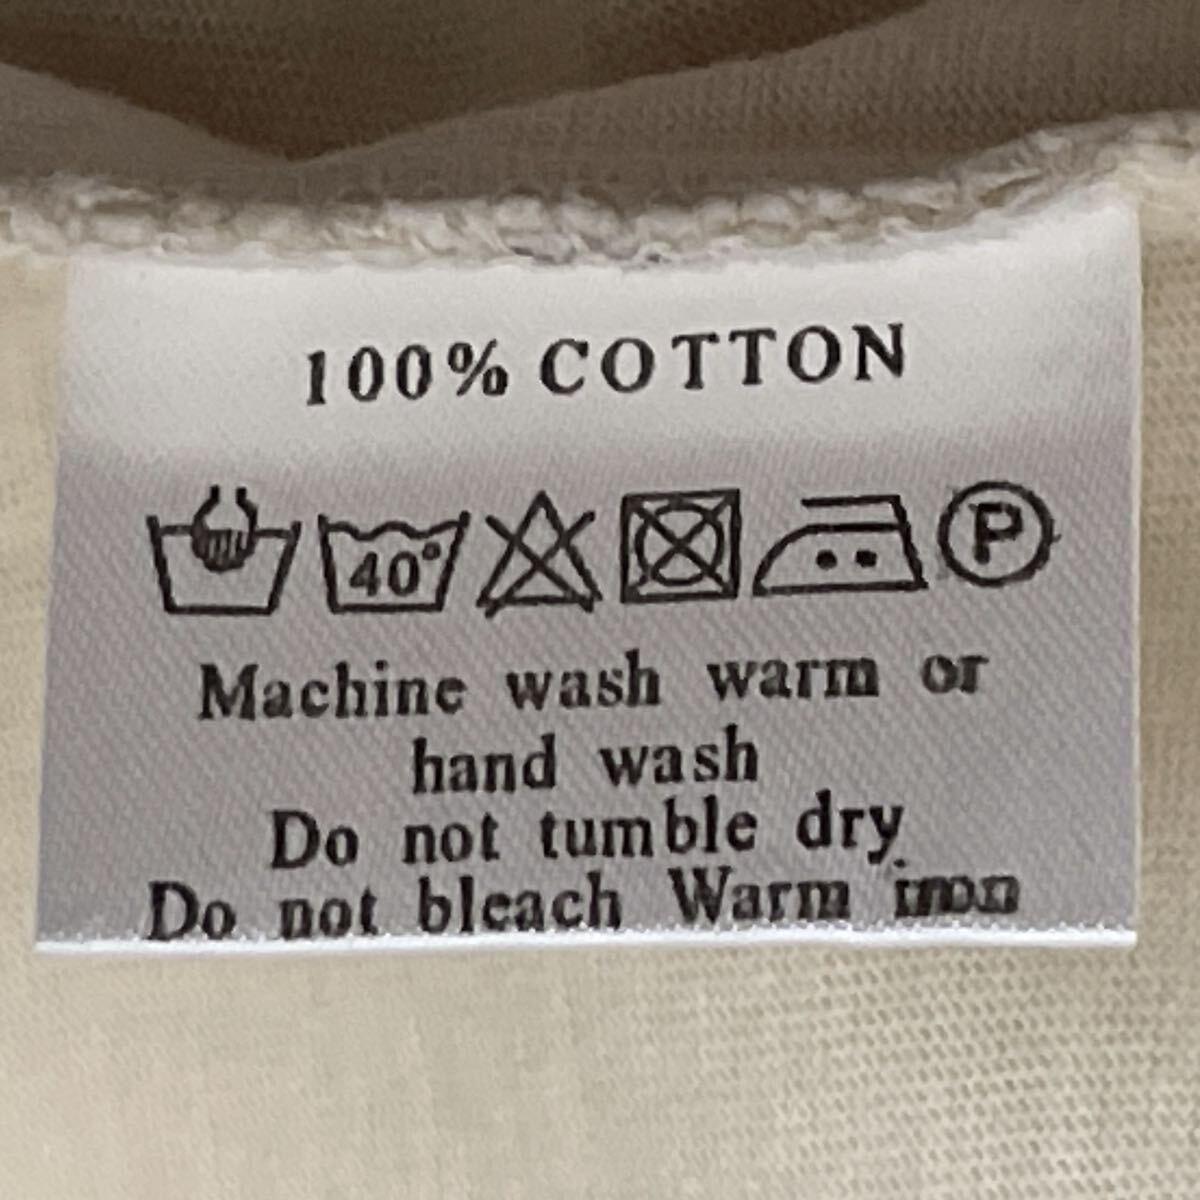 100% COTTON
40°
P
Machine wash warm or
hand wash
Do not tumble dry
Do not bleach Warm iron